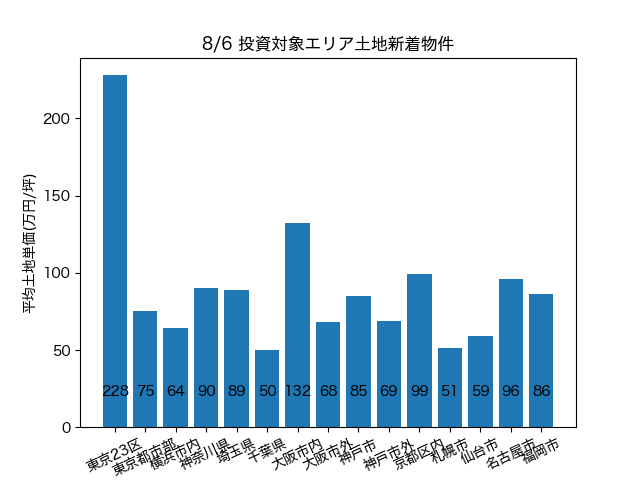 8/6 投資対象エリア土地新着物件
平均土地単価(万円/坪)
200
150
100
50
0
228 75 64 90 89 50 132 68 85 69 99 51 59 96 86
東京23区 東京都市部 横浜市内 神奈川県 埼玉県 千葉県 大阪市内 大阪市外 神戸市 神戸市外 京都区内 札幌市 仙台市 名古屋市 福岡市